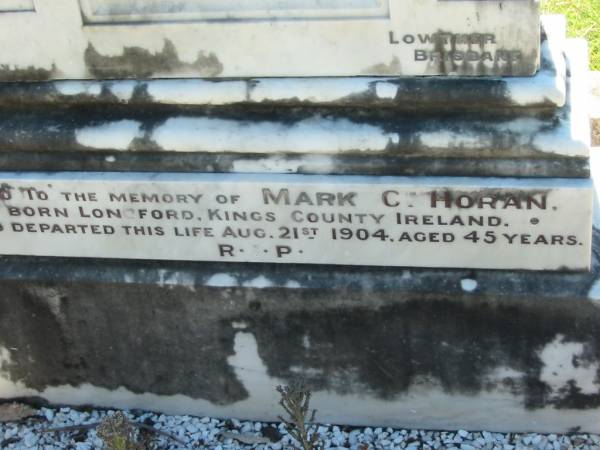 LOWTHER
BRISBANE
D TO THE MEMORY OF MARK C. HORAN.
BORN LONGFORD, KINGS COUNTY IRELAND.
DEPARTED THIS LIFE AUG. 21ST 1904. AGED 45 YEARS.
R. I. P.